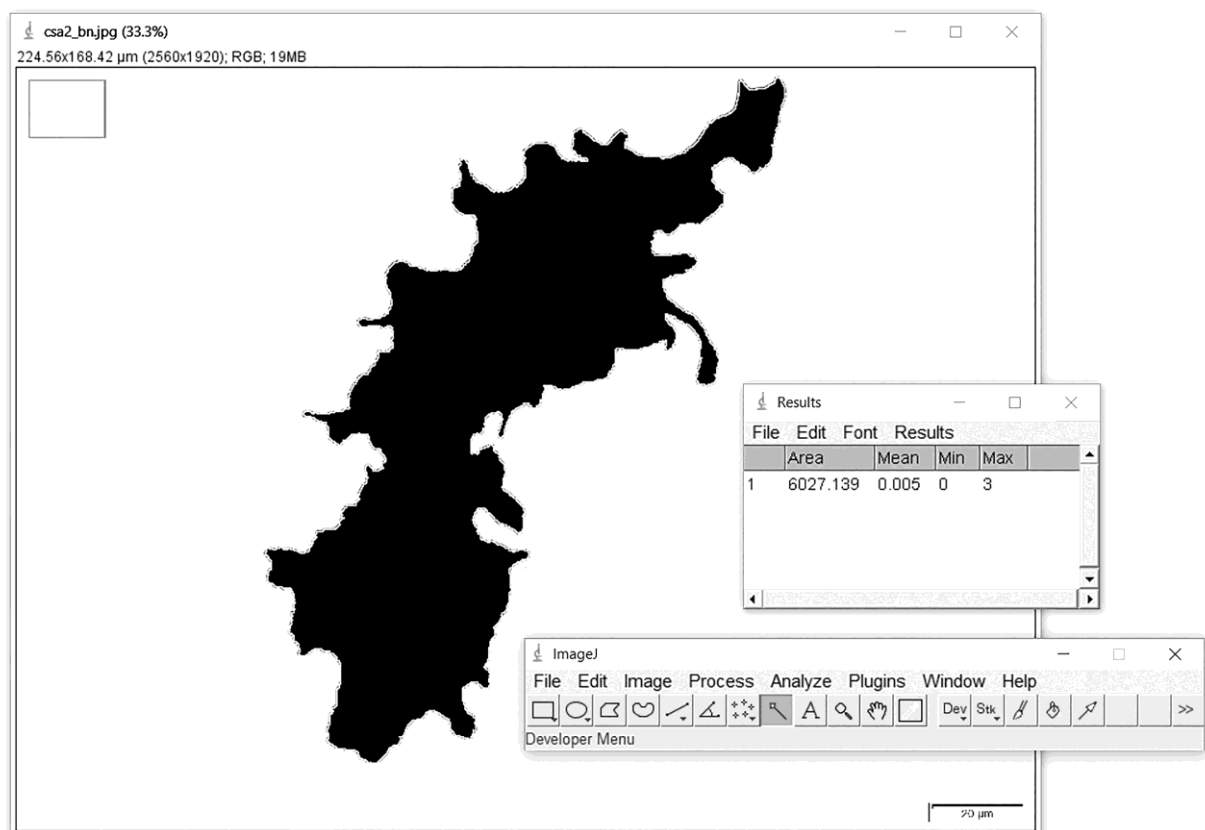 csa2_bn.jpg (33.3%)
224.56x168.42 µm (2560x1920); RGB; 19MB
Results
File Edit Font Results
Area Mean Min Max
1 6027.139 0.005 0 3
ImageJ
File Edit Image Process Analyze Plugins Window Help
A Dev Stk >>
Developer Menu
20 µm